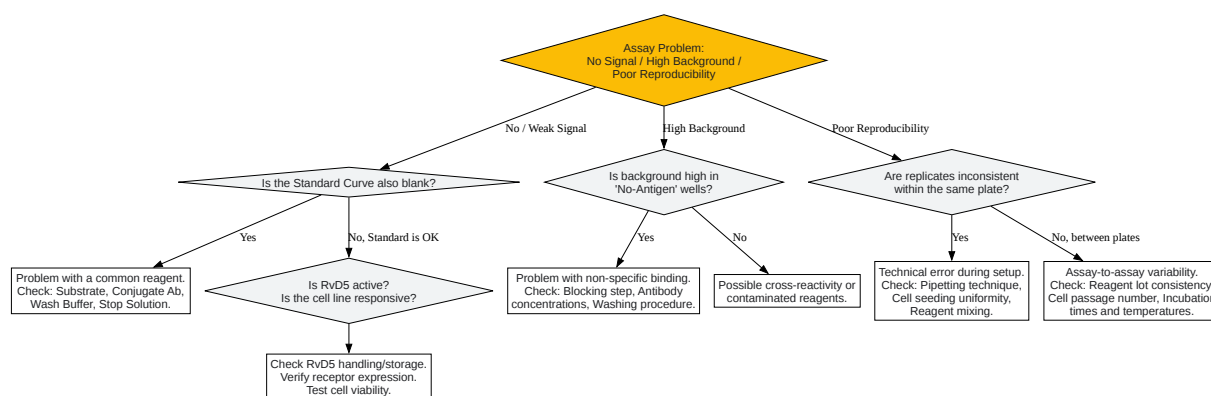 Assay Problem:
No Signal / High Background /
Poor Reproducibility
No / Weak Signal
High Background
Poor Reproducibility
Is the Standard Curve also blank?
Is background high in
'No-Antigen' wells?
Are replicates inconsistent
within the same plate?
Yes
No, Standard is OK
Yes
No
Yes
No, between plates
Problem with a common reagent.
Check: Substrate, Conjugate Ab,
Wash Buffer, Stop Solution.
Is RvD5 active?
Is the cell line responsive?
Problem with non-specific binding.
Check: Blocking step, Antibody
concentrations, Washing procedure.
Possible cross-reactivity or
contaminated reagents.
Technical error during setup.
Check: Pipetting technique,
Cell seeding uniformity,
Reagent mixing.
Assay-to-assay variability.
Check: Reagent lot consistency
Cell passage number, Incubation
times and temperatures.
Check RvD5 handling/storage.
Verify receptor expression.
Test cell viability.